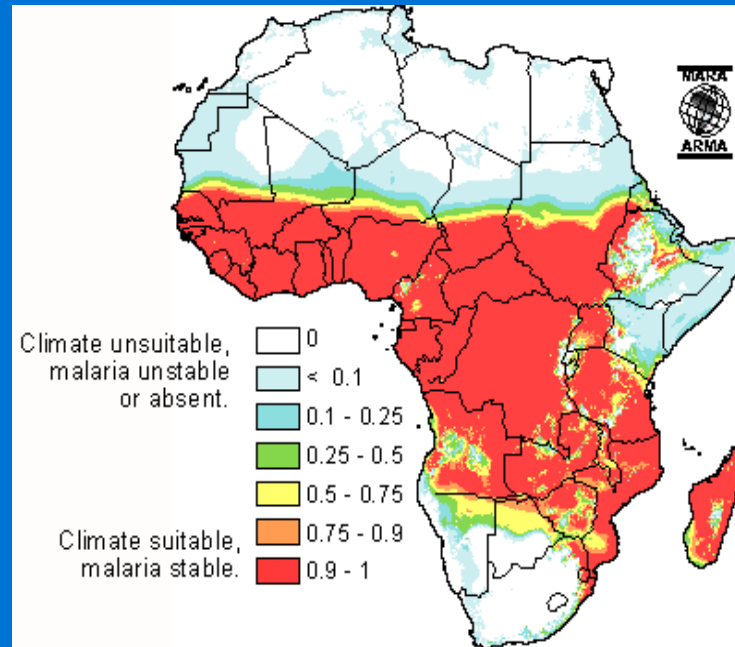 MARA
ARMA
Climate unsuitable,
malaria unstable
or absent.
0
< 0.1
0.1 - 0.25
0.25 - 0.5
0.5 - 0.75
0.75 - 0.9
0.9 - 1
Climate suitable,
malaria stable.